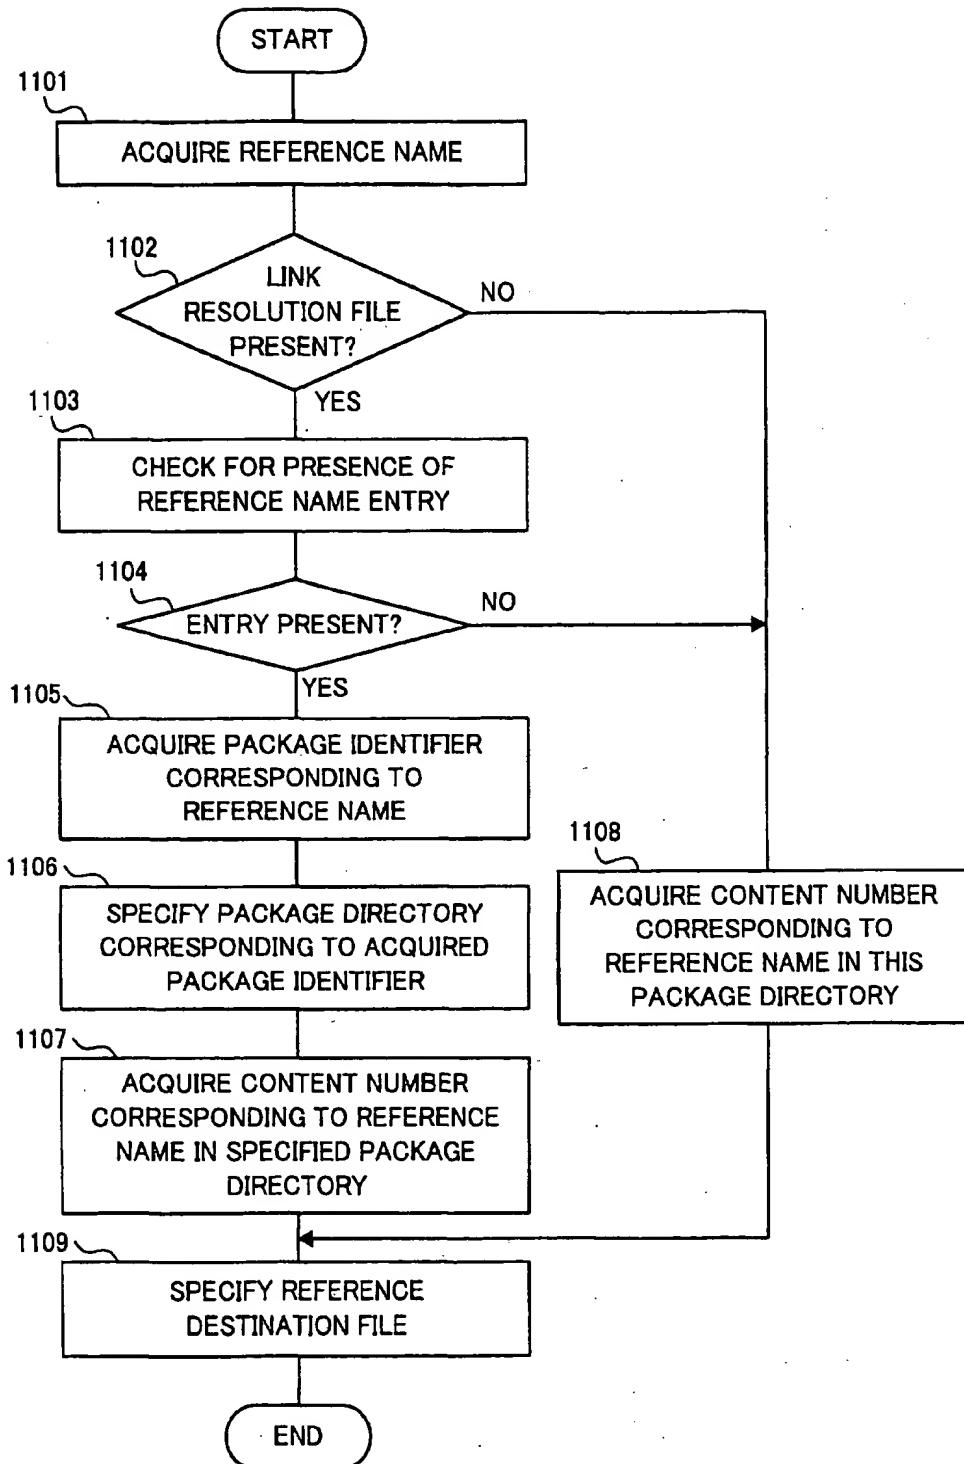 START
1101
ACQUIRE REFERENCE NAME
1102
LINK
RESOLUTION FILE
PRESENT?
NO
YES
1103
CHECK FOR PRESENCE OF
REFERENCE NAME ENTRY
1104
ENTRY PRESENT?
NO
YES
1105
ACQUIRE PACKAGE IDENTIFIER
CORRESPONDING TO
REFERENCE NAME
1106
SPECIFY PACKAGE DIRECTORY
CORRESPONDING TO ACQUIRED
PACKAGE IDENTIFIER
1108
ACQUIRE CONTENT NUMBER
CORRESPONDING TO
REFERENCE NAME IN THIS
PACKAGE DIRECTORY
1107
ACQUIRE CONTENT NUMBER
CORRESPONDING TO REFERENCE
NAME IN SPECIFIED PACKAGE
DIRECTORY
1109
SPECIFY REFERENCE
DESTINATION FILE
END